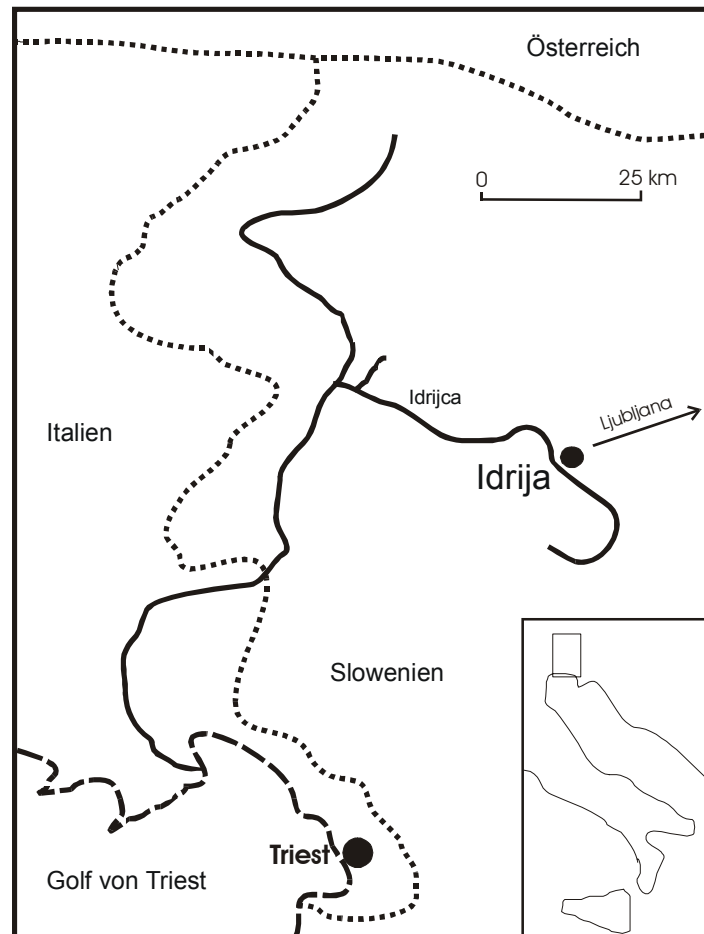 Österreich
0 25 km
Idrijca
Ljubljana
Italien
Idrija
Slowenien
Triest
Golf von Triest